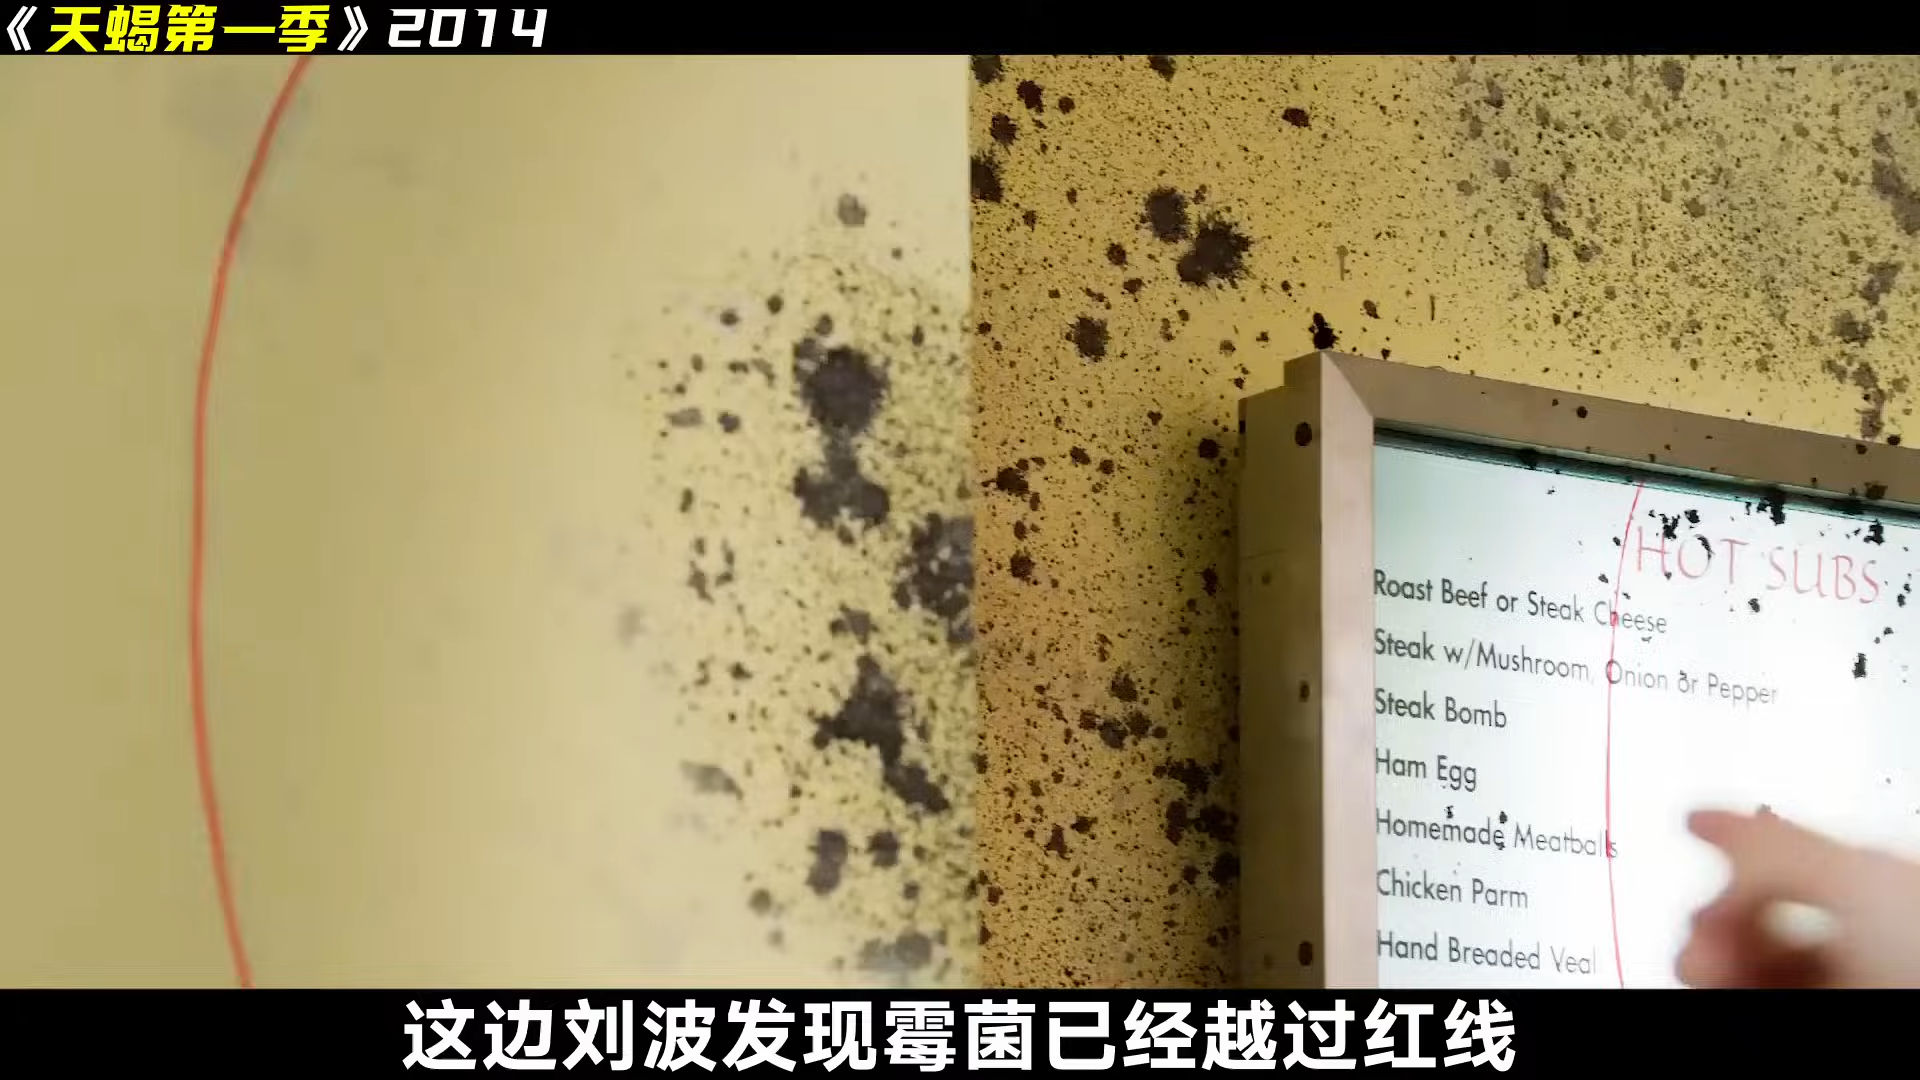 《天蝎第一季》2014
HOT SUBS
Roast Beef or Steak Cheese
Steak w/Mushroom, Onion or Pepper
Steak Bomb
Ham Egg
Homemade Meatballs
Chicken Parm
Hand Breaded Veal
这边刘波发现霉菌已经越过红线